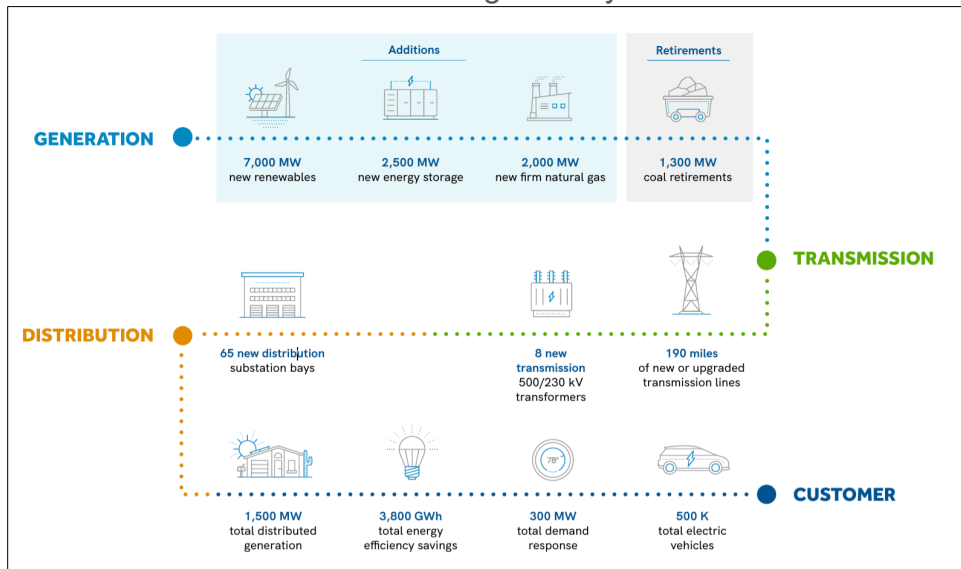 Additions
Retirements
GENERATION
7,000 MW
new renewables
2,500 MW
new energy storage
2,000 MW
new firm natural gas
1,300 MW
coal retirements
TRANSMISSION
DISTRIBUTION
65 new distribution
substation bays
8 new
transmission
500/230 kV
transformers
190 miles
of new or upgraded
transmission lines
78°
CUSTOMER
1,500 MW
total distributed
generation
3,800 GWh
total energy
efficiency savings
300 MW
total demand
response
500 K
total electric
vehicles